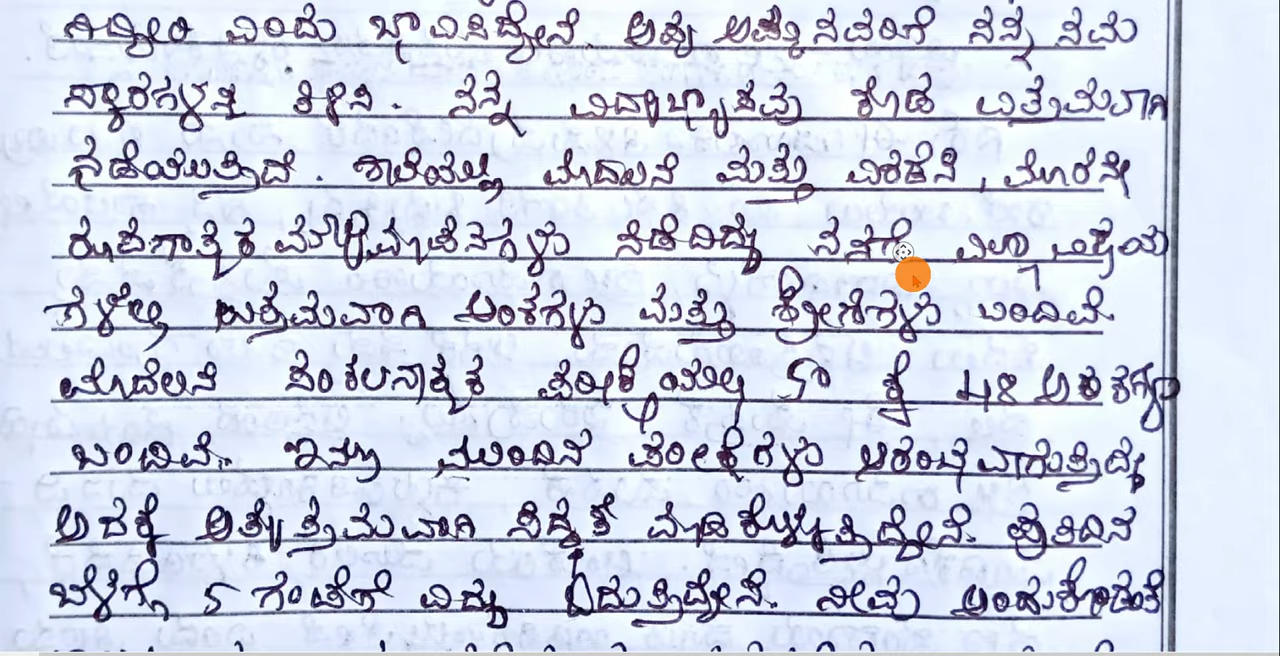 ದಿದ್ದೀರಿ ಎಂದು ಭಾವಿಸಿದ್ದೇನೆ ಅಪ್ಪ ಅಮ್ಮನವರಿಗೆ ನನ್ನ ನಮ
ಸ್ಕಾರಗಳನ್ನು ತಿಳಿಸಿ. ನನ್ನ ವಿದ್ಯಾಭ್ಯಾಸವು ಕೂಡ ಉತ್ತಮವಾಗಿ
ನಡೆಯುತ್ತಿದೆ. ಶಾಲೆಯಲ್ಲಿ ಮೊದಲನೆ ಮತ್ತು ಎರಡನೆ, ಮೂರನೇ
ರೂಪಣಾತ್ಮಕ ಮೌಲ್ಯಮಾಪನಗಳು ನಡೆದಿದ್ದು ನನಗೆ ಎಲ್ಲಾ ವಿಷಯ
ಗಳಲ್ಲಿ ಉತ್ತಮವಾಗಿ ಅಂಕಗಳು ಮತ್ತು ಶ್ರೇಣಿಗಳು ಬಂದಿವೆ.
ಮೊದಲನೆ ಸಂಕಲನಾತ್ಮಕ ಪರೀಕ್ಷೆಯಲ್ಲಿ 50 ಕ್ಕೆ 48 ಅಂಕಗಳು
ಬಂದಿವೆ. ಇನ್ನು ಮುಂದಿನ ಪರೀಕ್ಷೆಗಳು ಆರಂಭವಾಗುತ್ತಿದ್ದು
ಅದಕ್ಕೆ ಅತ್ಯುತ್ತಮವಾಗಿ ಸಿದ್ಧತೆ ಮಾಡಿಕೊಳ್ಳುತ್ತಿದ್ದೇನೆ. ಪ್ರತಿದಿನ
ಬೆಳಿಗ್ಗೆ 5 ಗಂಟೆಗೆ ಎದ್ದು ಓದುತ್ತಿದ್ದೇನೆ. ನೀವು ಅಂದುಕೊಂಡಂತೆ